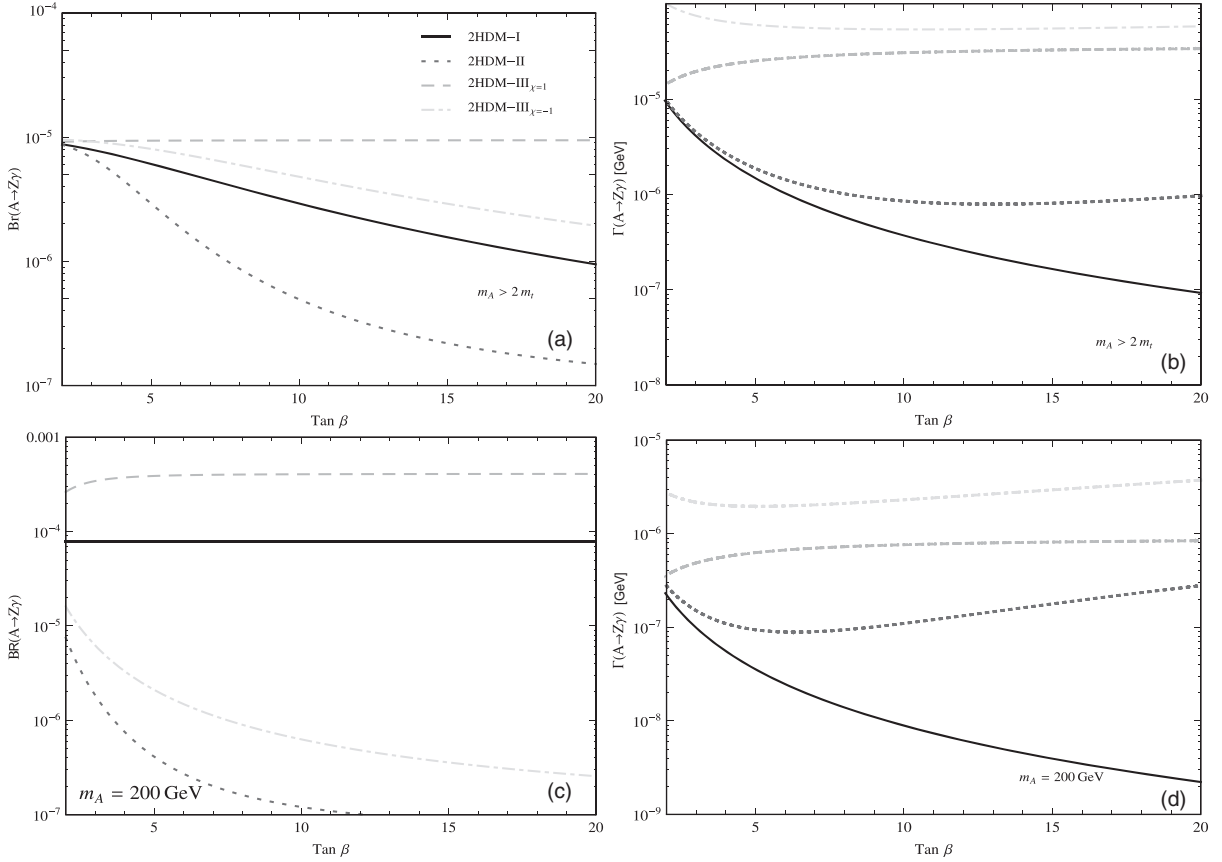 Br(A→Zγ)
10⁻⁴
10⁻⁵
10⁻⁶
10⁻⁷
2HDM−I
2HDM−II
2HDM−III χ=1
2HDM−III χ=−1
m_A > 2 m_t
(a)
5 10 15 20
Tan β
Γ(A→Zγ) [GeV]
10⁻⁵
10⁻⁶
10⁻⁷
10⁻⁸
m_A > 2 m_t
(b)
5 10 15 20
Tan β
BR(A→Zγ)
0.001
10⁻⁴
10⁻⁵
10⁻⁶
10⁻⁷
m_A = 200 GeV
(c)
5 10 15 20
Tan β
Γ(A→Zγ) [GeV]
10⁻⁵
10⁻⁶
10⁻⁷
10⁻⁸
10⁻⁹
m_A = 200 GeV
(d)
5 10 15 20
Tan β